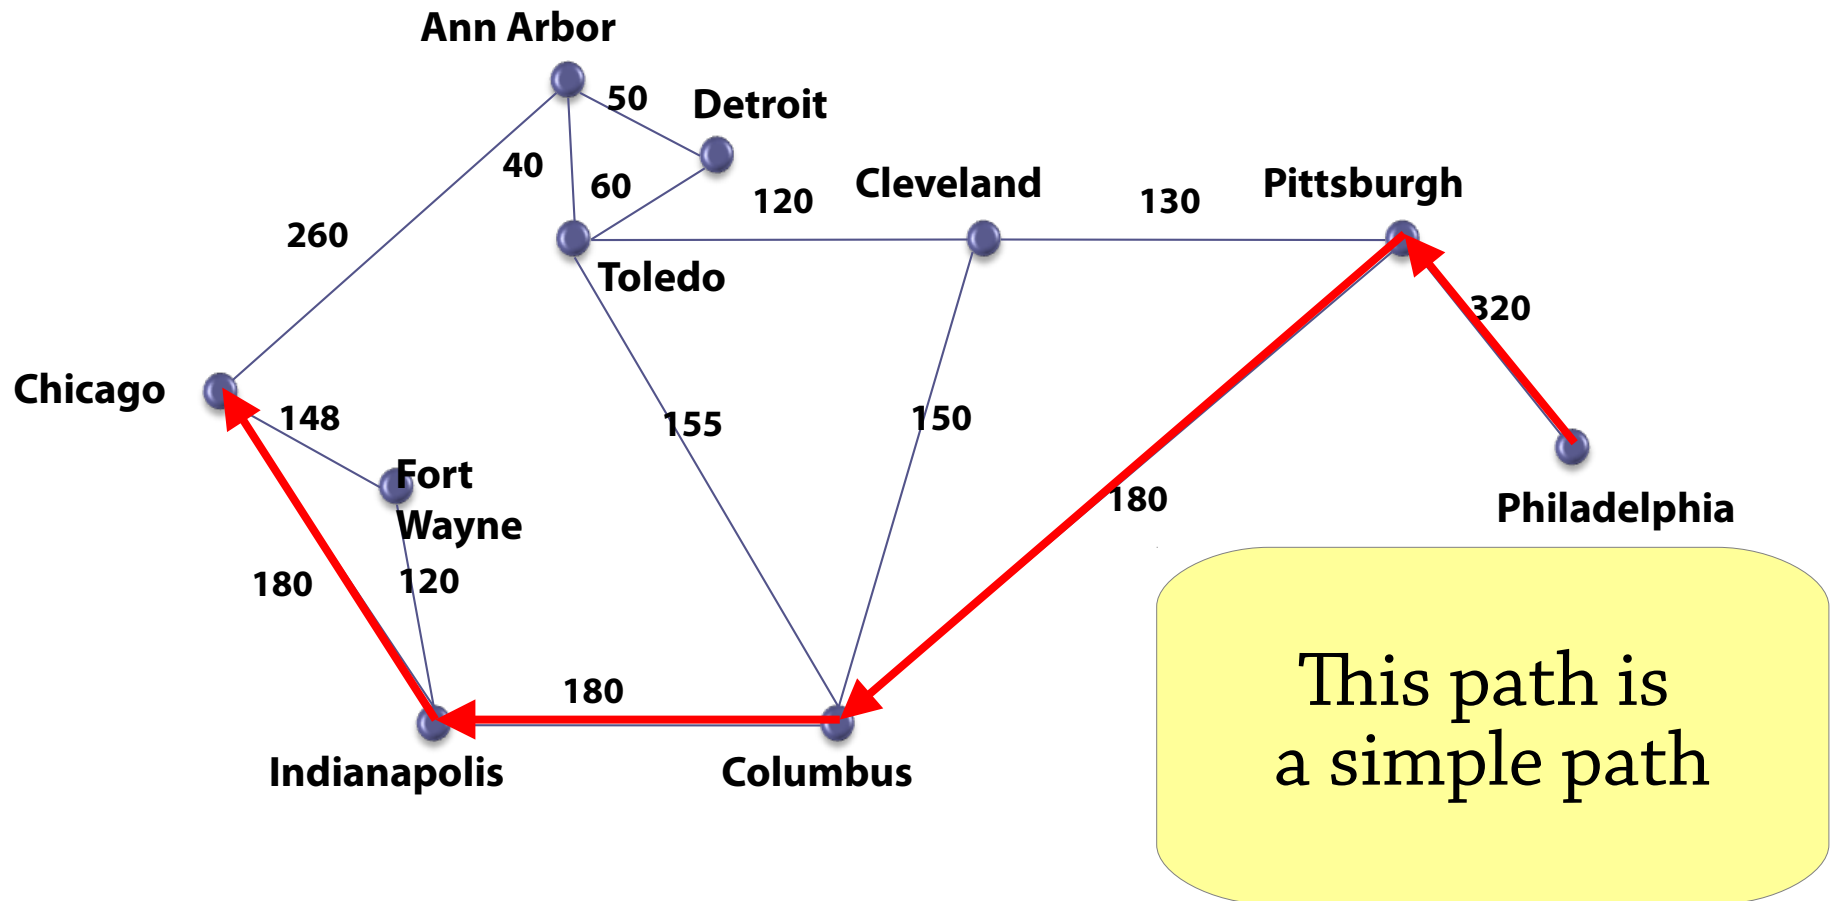 Ann Arbor
50
Detroit
40
60
120
Cleveland
130
Pittsburgh
260
Toledo
320
Chicago
148
155
150
Fort
Wayne
180
Philadelphia
180
120
180
Indianapolis
Columbus
This path is
a simple path